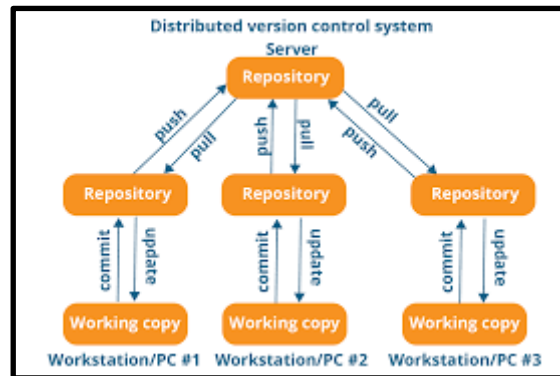 Distributed version control system
Server
Repository
push
pull
push
pull
push
pull
Repository
Repository
Repository
commit
update
commit
update
commit
update
Working copy
Working copy
Working copy
Workstation/PC #1
Workstation/PC #2
Workstation/PC #3